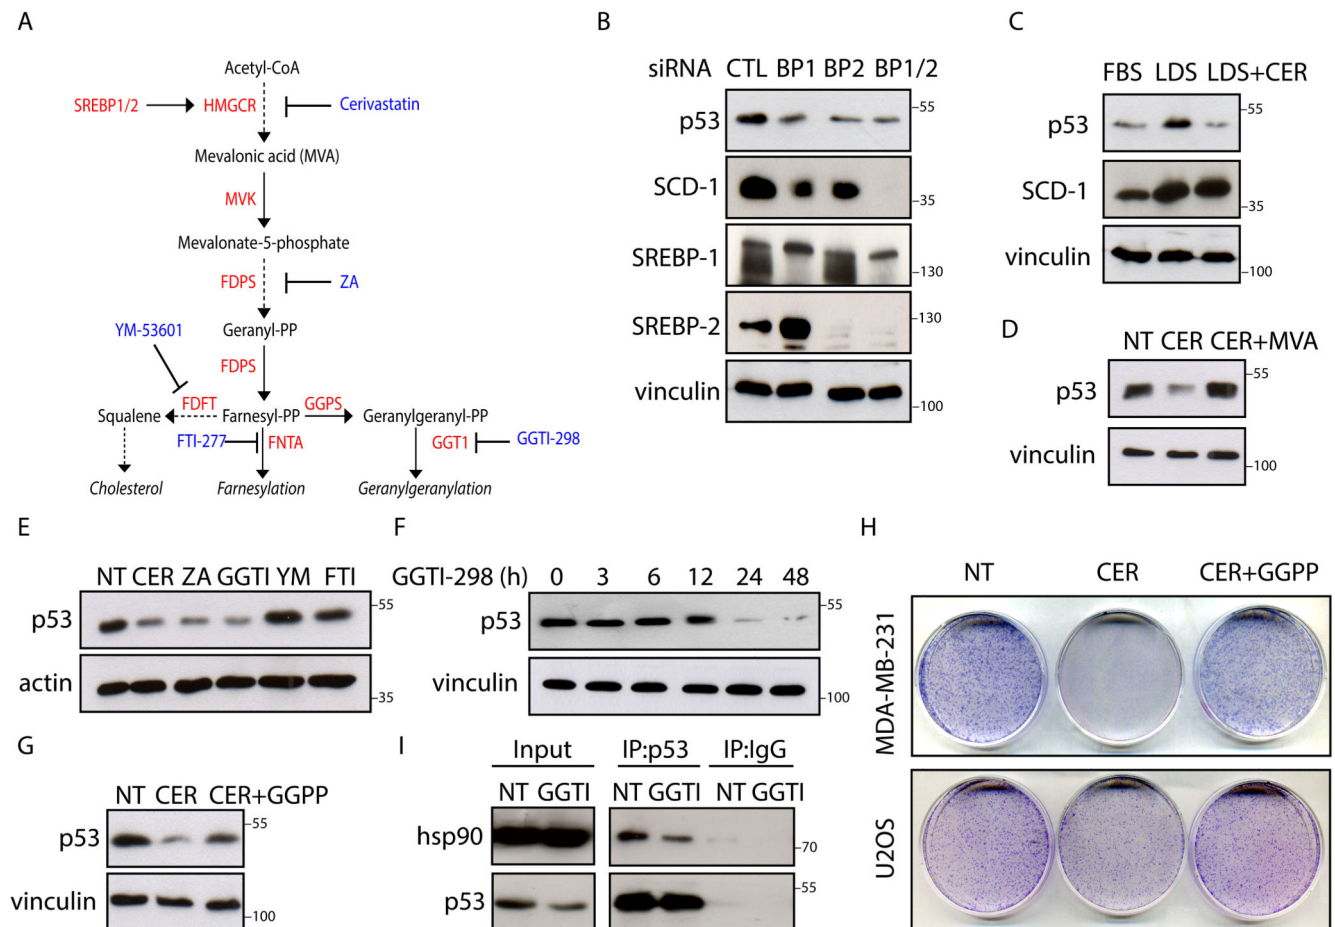 A
Acetyl-CoA
SREBP1/2 HMGCR Cerivastatin
Mevalonic acid (MVA)
MVK
Mevalonate-5-phosphate
FDPS ZA
YM-53601 Geranyl-PP
FDPS
FDFT GGPS
Squalene Farnesyl-PP Geranylgeranyl-PP
FTI-277 FNTA GGT1 GGTI-298
Cholesterol Farnesylation Geranylgeranylation
B
siRNA CTL BP1 BP2 BP1/2
p53 55
SCD-1 35
SREBP-1 130
SREBP-2 130
vinculin 100
C
FBS LDS LDS+CER
p53 55
SCD-1 35
vinculin 100
D
NT CER CER+MVA
p53 55
vinculin 100
E
NT CER ZA GGTI YM FTI
p53 55
actin 35
F
GGTI-298 (h) 0 3 6 12 24 48
p53 55
vinculin 100
G
NT CER CER+GGPP
p53 55
vinculin 100
H
NT CER CER+GGPP
MDA-MB-231
U2OS
I
Input IP:p53 IP:IgG
NT GGTI NT GGTI NT GGTI
hsp90 70
p53 55